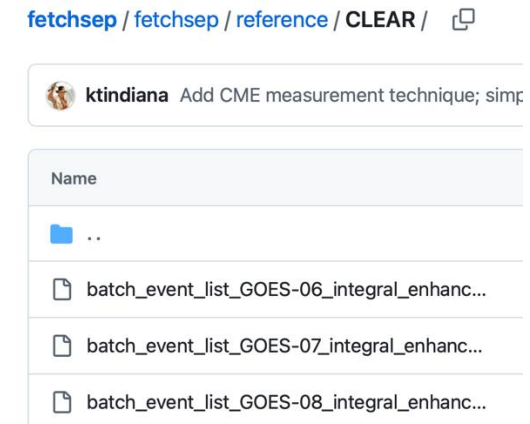 fetchsep / fetchsep / reference / CLEAR /
ktindiana Add CME measurement technique; simp
Name
..
batch_event_list_GOES-06_integral_enhanc...
batch_event_list_GOES-07_integral_enhanc...
batch_event_list_GOES-08_integral_enhanc...